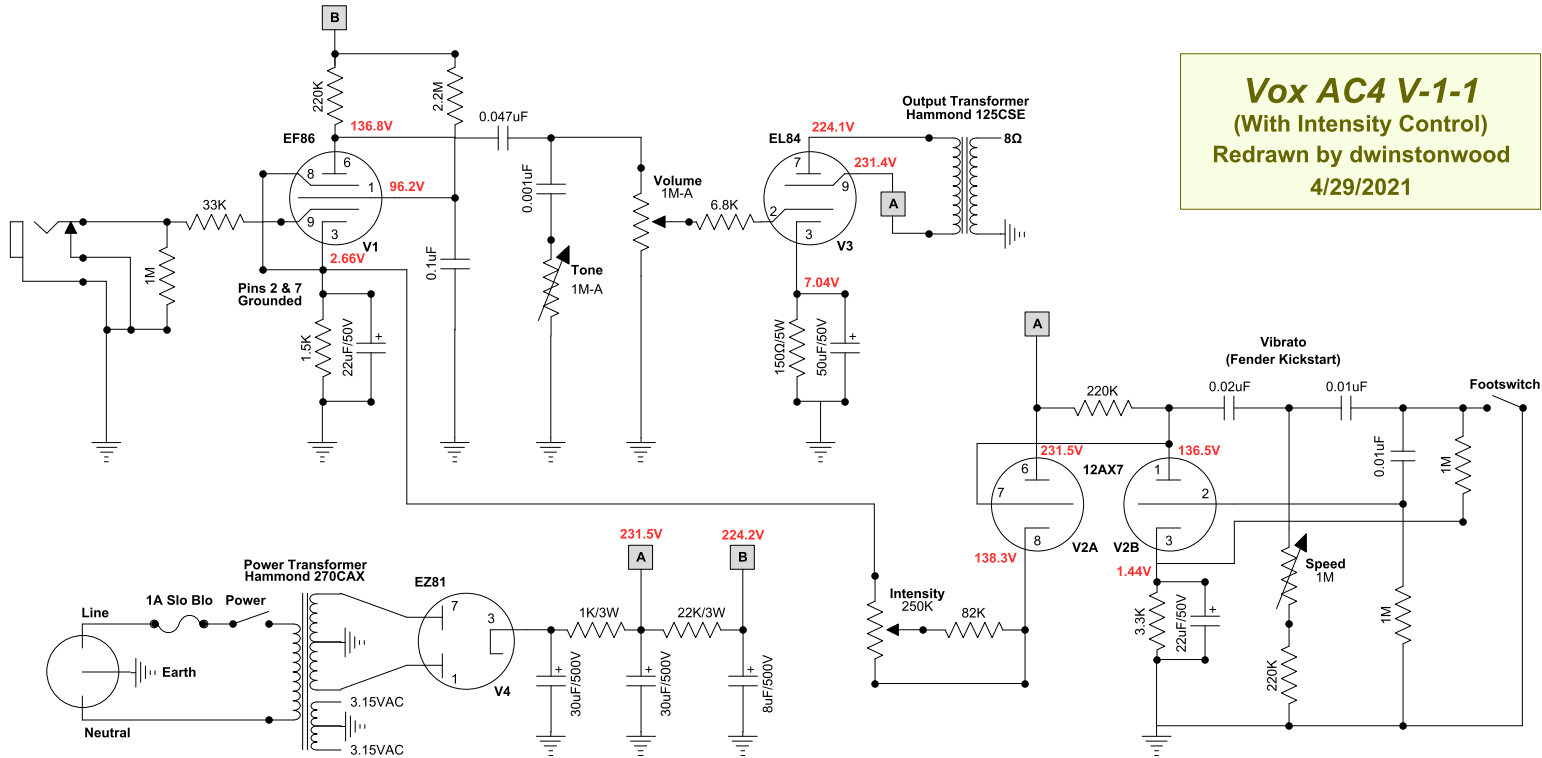 B
Vox AC4 V-1-1
(With Intensity Control)
Redrawn by dwinstonwood
4/29/2021
220K
2.2M
0.047uF
136.8V
EF86
6
8
1
96.2V
9
3
V1
2.66V
33K
1M
Pins 2 & 7
Grounded
1.5K
22uF/50V
+
0.1uF
0.001uF
Tone
1M-A
Volume
1M-A
6.8K
Output Transformer
Hammond 125CSE
8Ω
224.1V
EL84
7
231.4V
9
A
2
3
V3
7.04V
150Ω/5W
50uF/50V
+
A
Vibrato
(Fender Kickstart)
220K
0.02uF
0.01uF
Footswitch
0.01uF
1M
231.5V
12AX7
136.5V
6
7
8
V2A
138.3V
1
2
3
V2B
1.44V
3.3K
22uF/50V
+
Speed
1M
220K
1M
Intensity
250K
82K
Power Transformer
Hammond 270CAX
1A Slo Blo
Power
Line
Earth
Neutral
3.15VAC
3.15VAC
EZ81
7
3
1
V4
1K/3W
22K/3W
231.5V
A
224.2V
B
+
30uF/500V
+
30uF/500V
+
8uF/500V